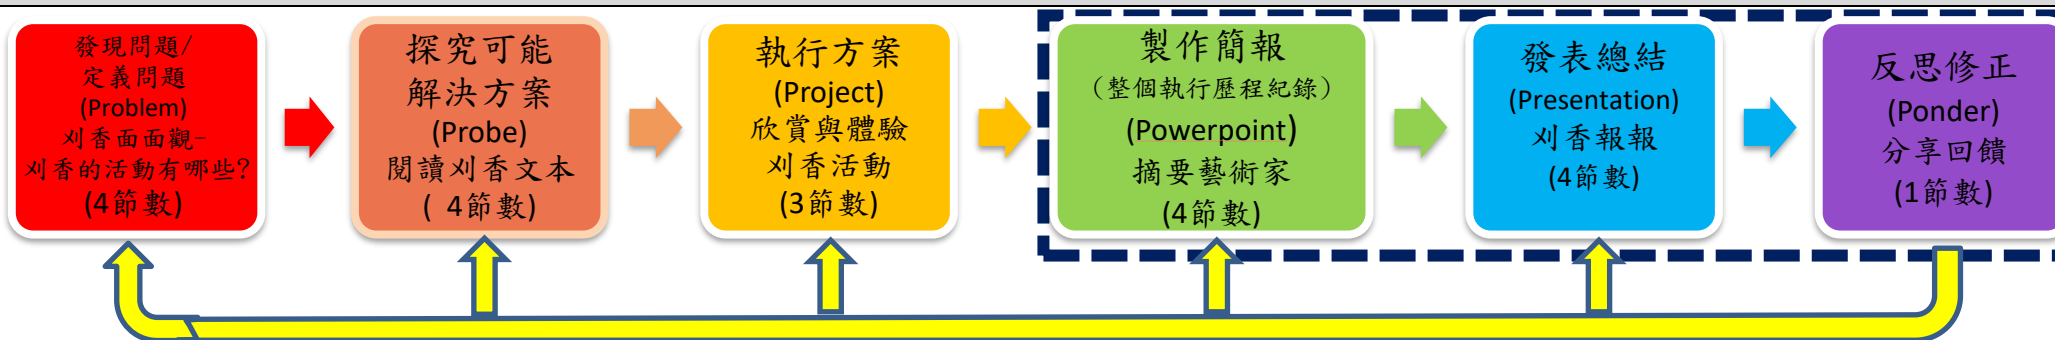 發現問題/
定義問題
(Problem)
刈香面面觀-
刈香的活動有哪些?
(4節數)
探究可能
解決方案
(Probe)
閱讀刈香文本
( 4節數)
執行方案
(Project)
欣賞與體驗
刈香活動
(3節數)
製作簡報
（整個執行歷程紀錄）
(Powerpoint)
摘要藝術家
(4節數)
發表總結
(Presentation)
刈香報報
(4節數)
反思修正
(Ponder)
分享回饋
(1節數)